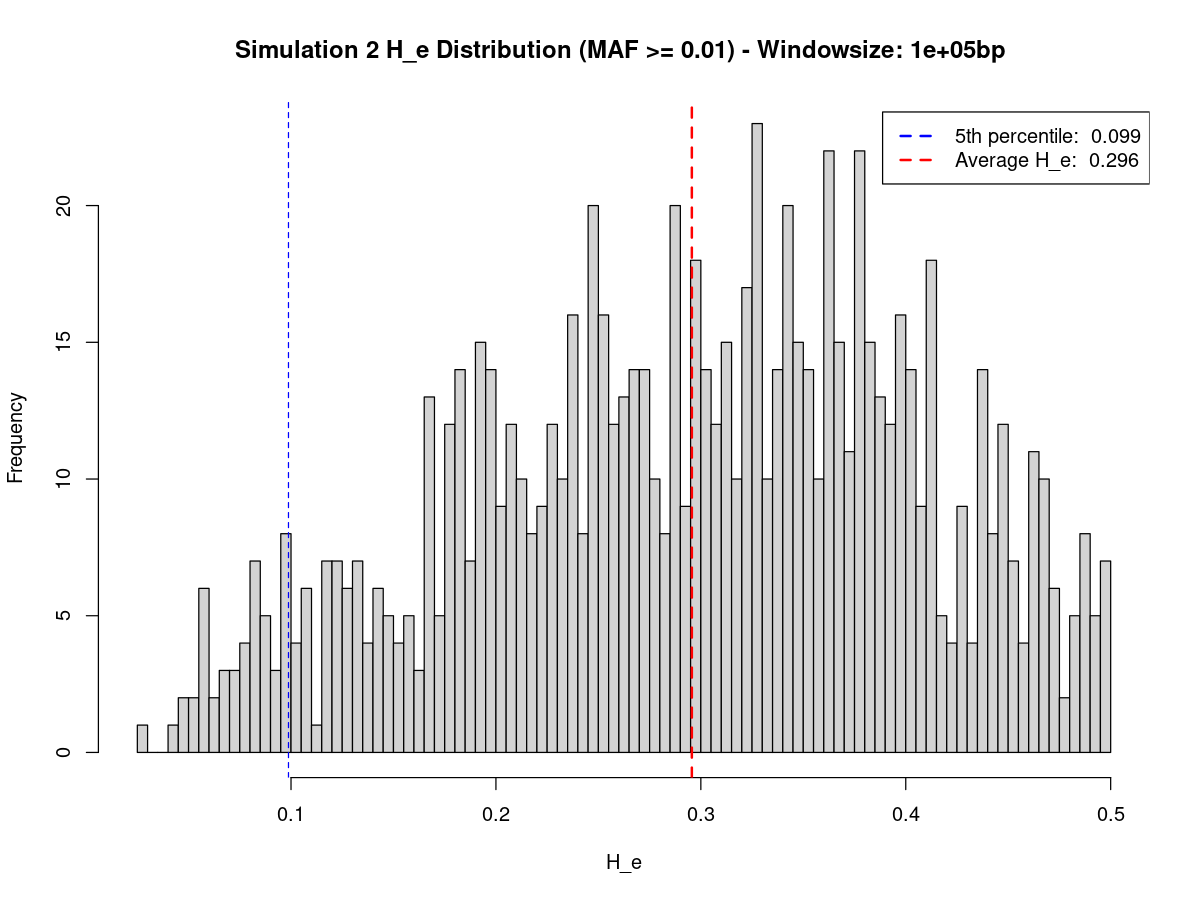 Simulation 2 H_e Distribution (MAF >= 0.01) - Windowsize: 1e+05bp
5th percentile:  0.099
Average H_e:  0.296
Frequency
20
15
10
5
0
0.1 0.2 0.3 0.4 0.5
H_e